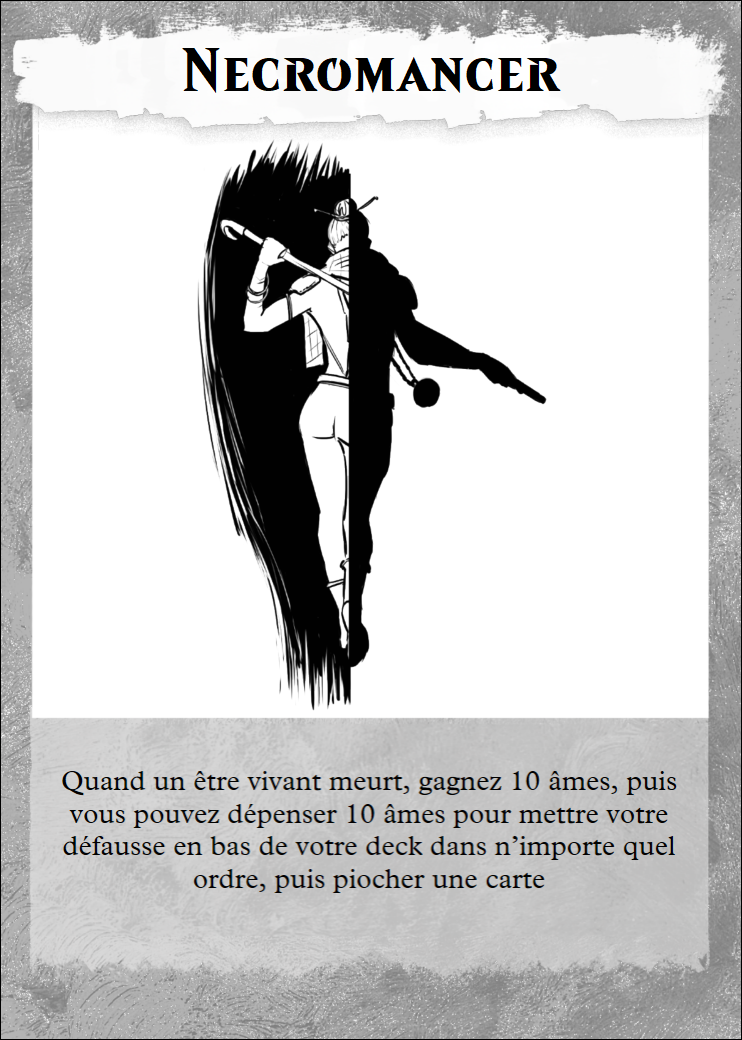 Necromancer
Quand un être vivant meurt, gagnez 10 âmes, puis
vous pouvez dépenser 10 âmes pour mettre votre
défausse en bas de votre deck dans n’importe quel
ordre, puis piocher une carte